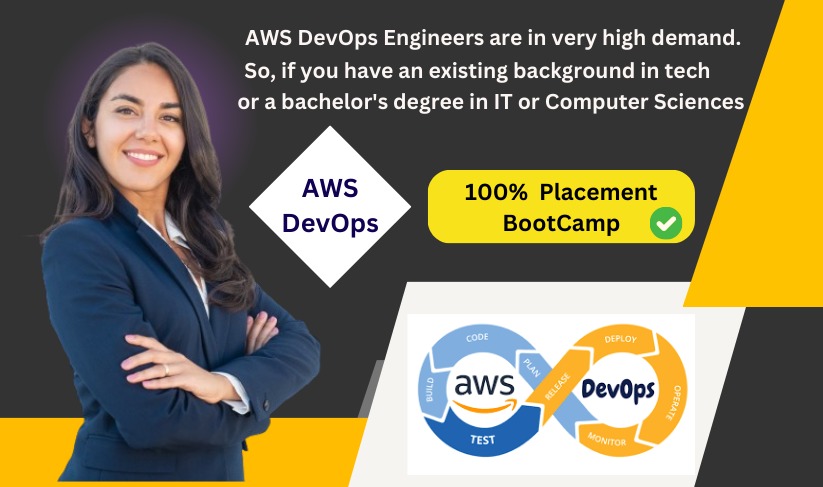 AWS DevOps Engineers are in very high demand.
So, if you have an existing background in tech
or a bachelor's degree in IT or Computer Sciences
AWS
DevOps
100% Placement
BootCamp
CODE
PLAN
BUILD
TEST
aws
RELEASE
DEPLOY
OPERATE
MONITOR
DevOps